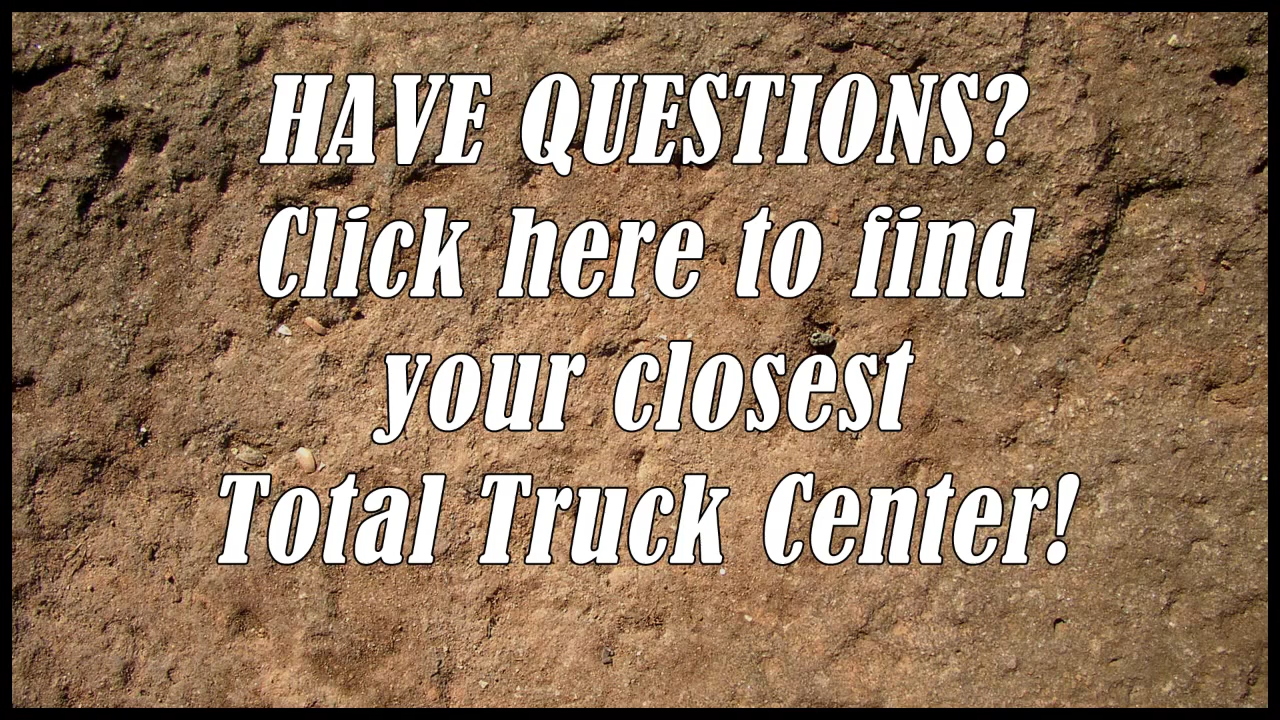 HAVE QUESTIONS?
Click here to find
your closest
Total Truck Center!